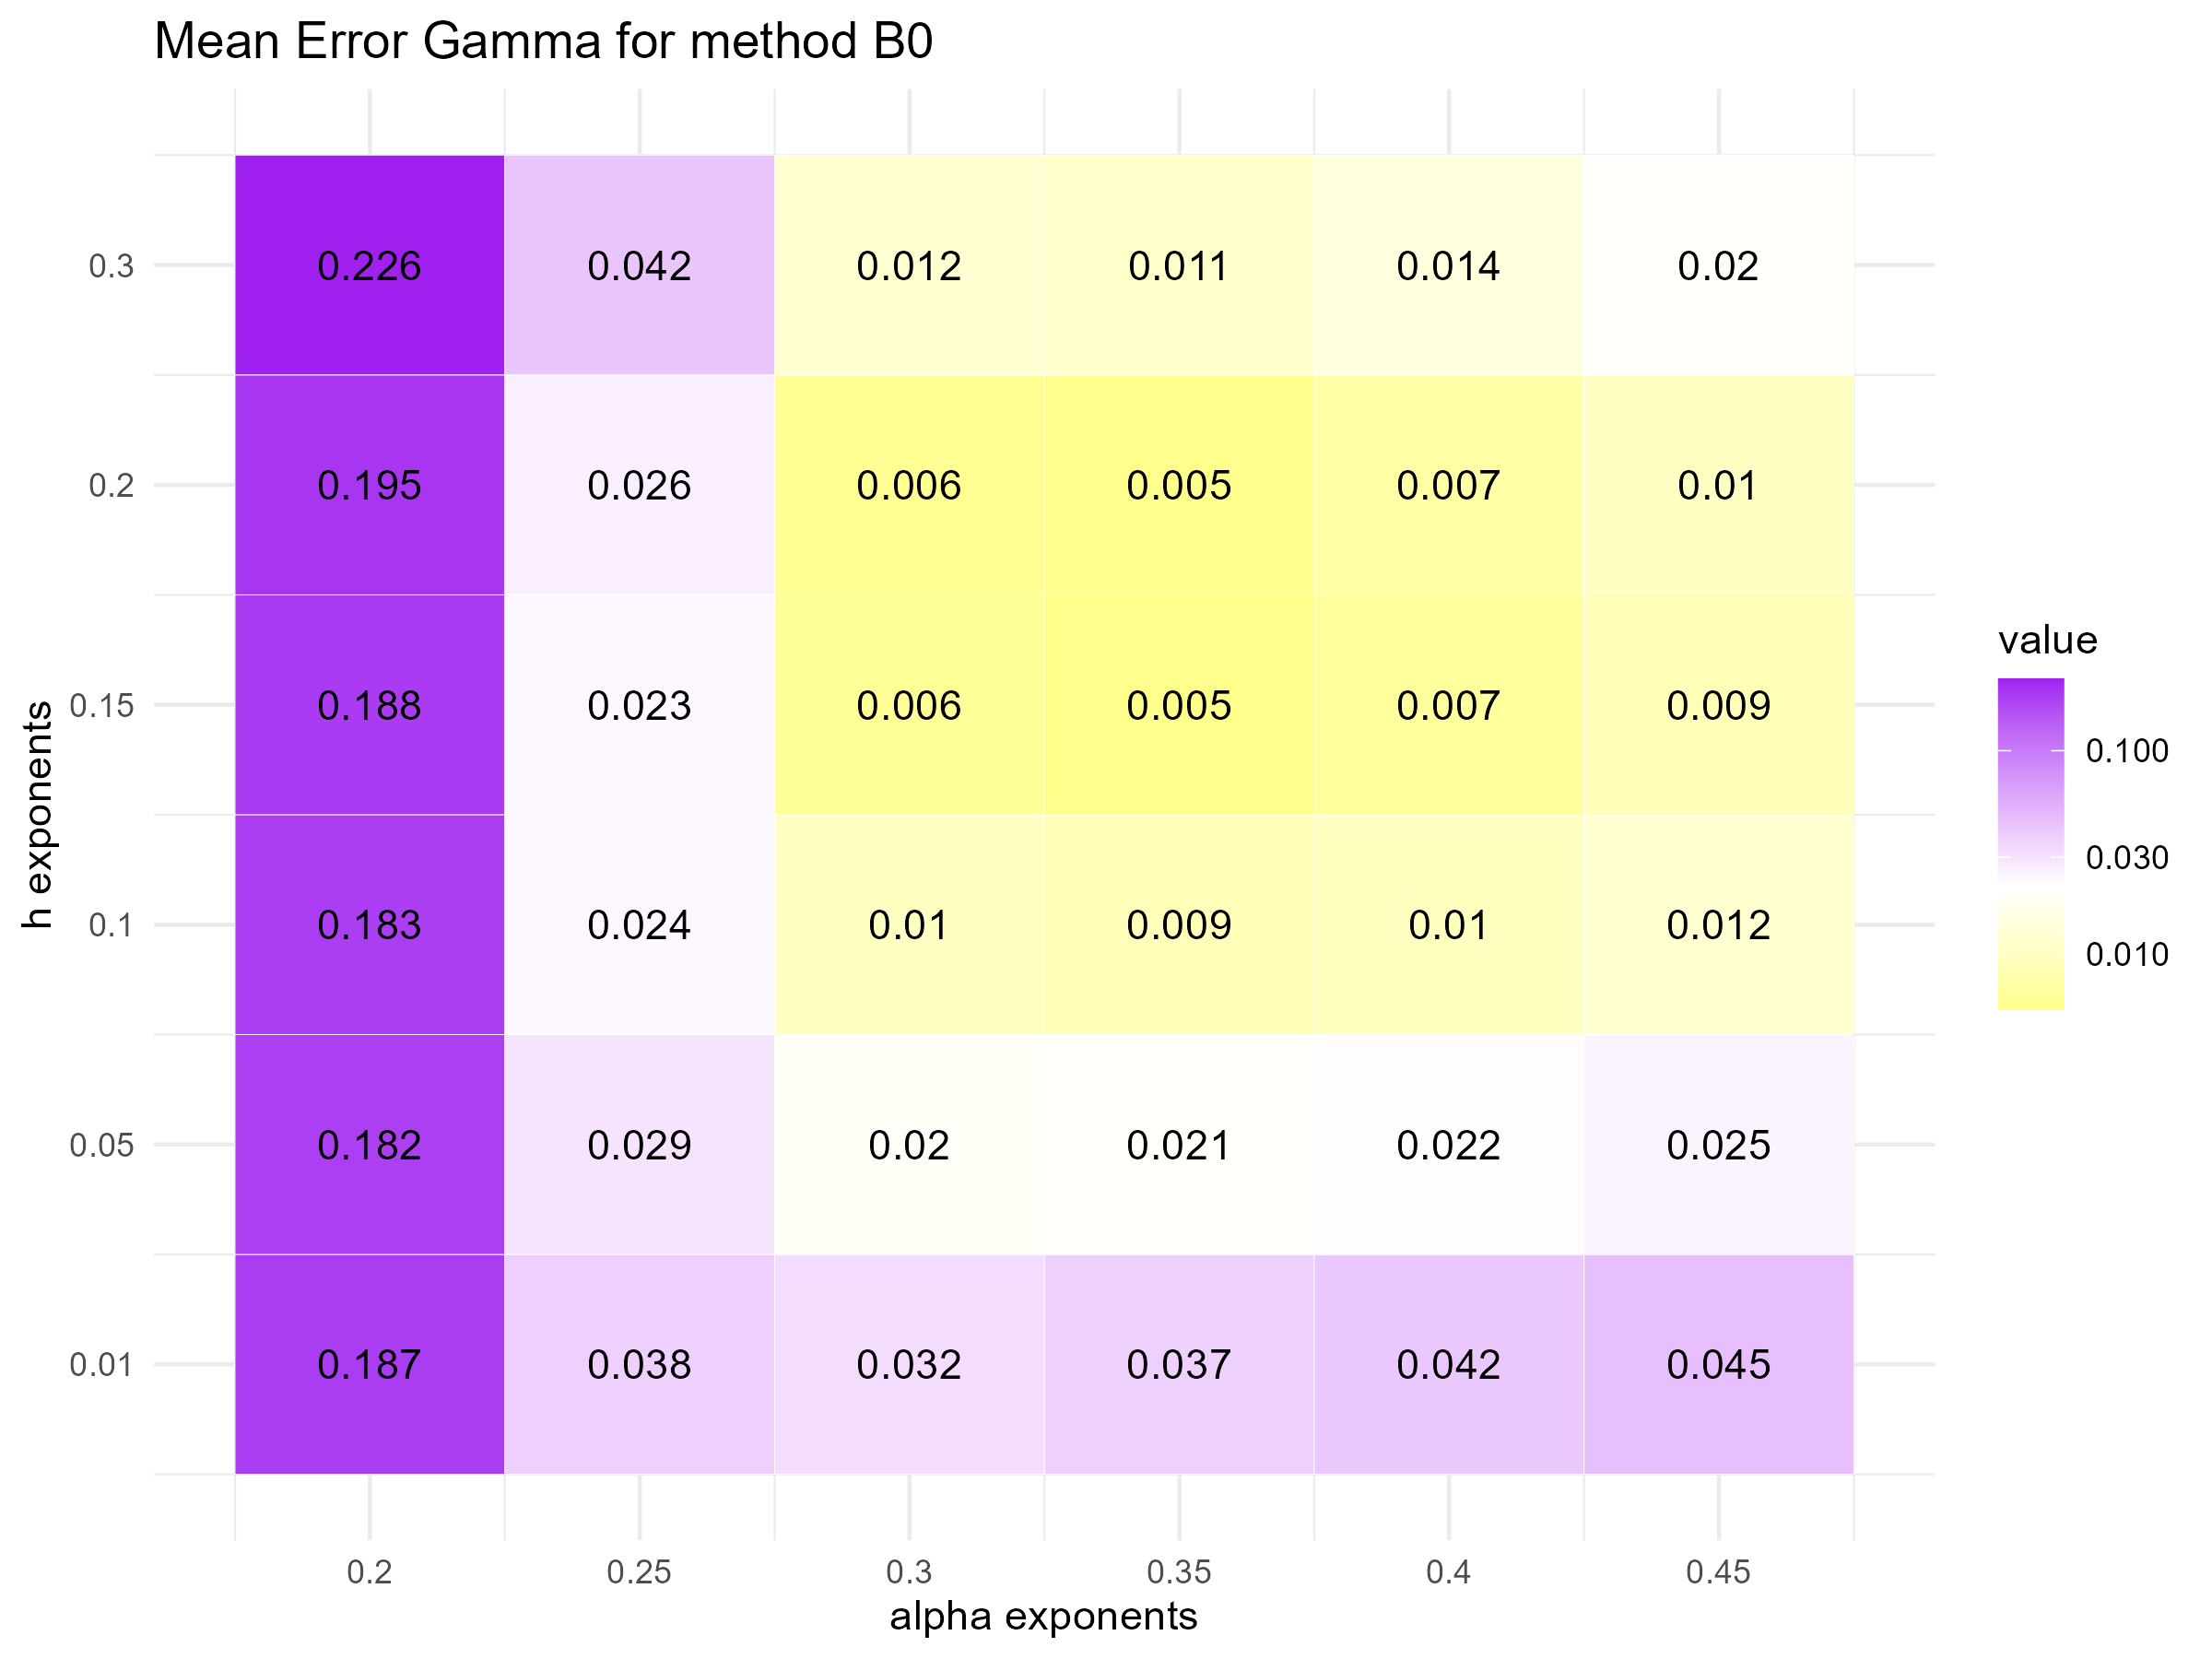 Mean Error Gamma for method B0
0.3 0.226 0.042 0.012 0.011 0.014 0.02
0.2 0.195 0.026 0.006 0.005 0.007 0.01
0.15 0.188 0.023 0.006 0.005 0.007 0.009
0.1 0.183 0.024 0.01 0.009 0.01 0.012
0.05 0.182 0.029 0.02 0.021 0.022 0.025
0.01 0.187 0.038 0.032 0.037 0.042 0.045
h exponents
0.2 0.25 0.3 0.35 0.4 0.45
alpha exponents
value
0.100
0.030
0.010